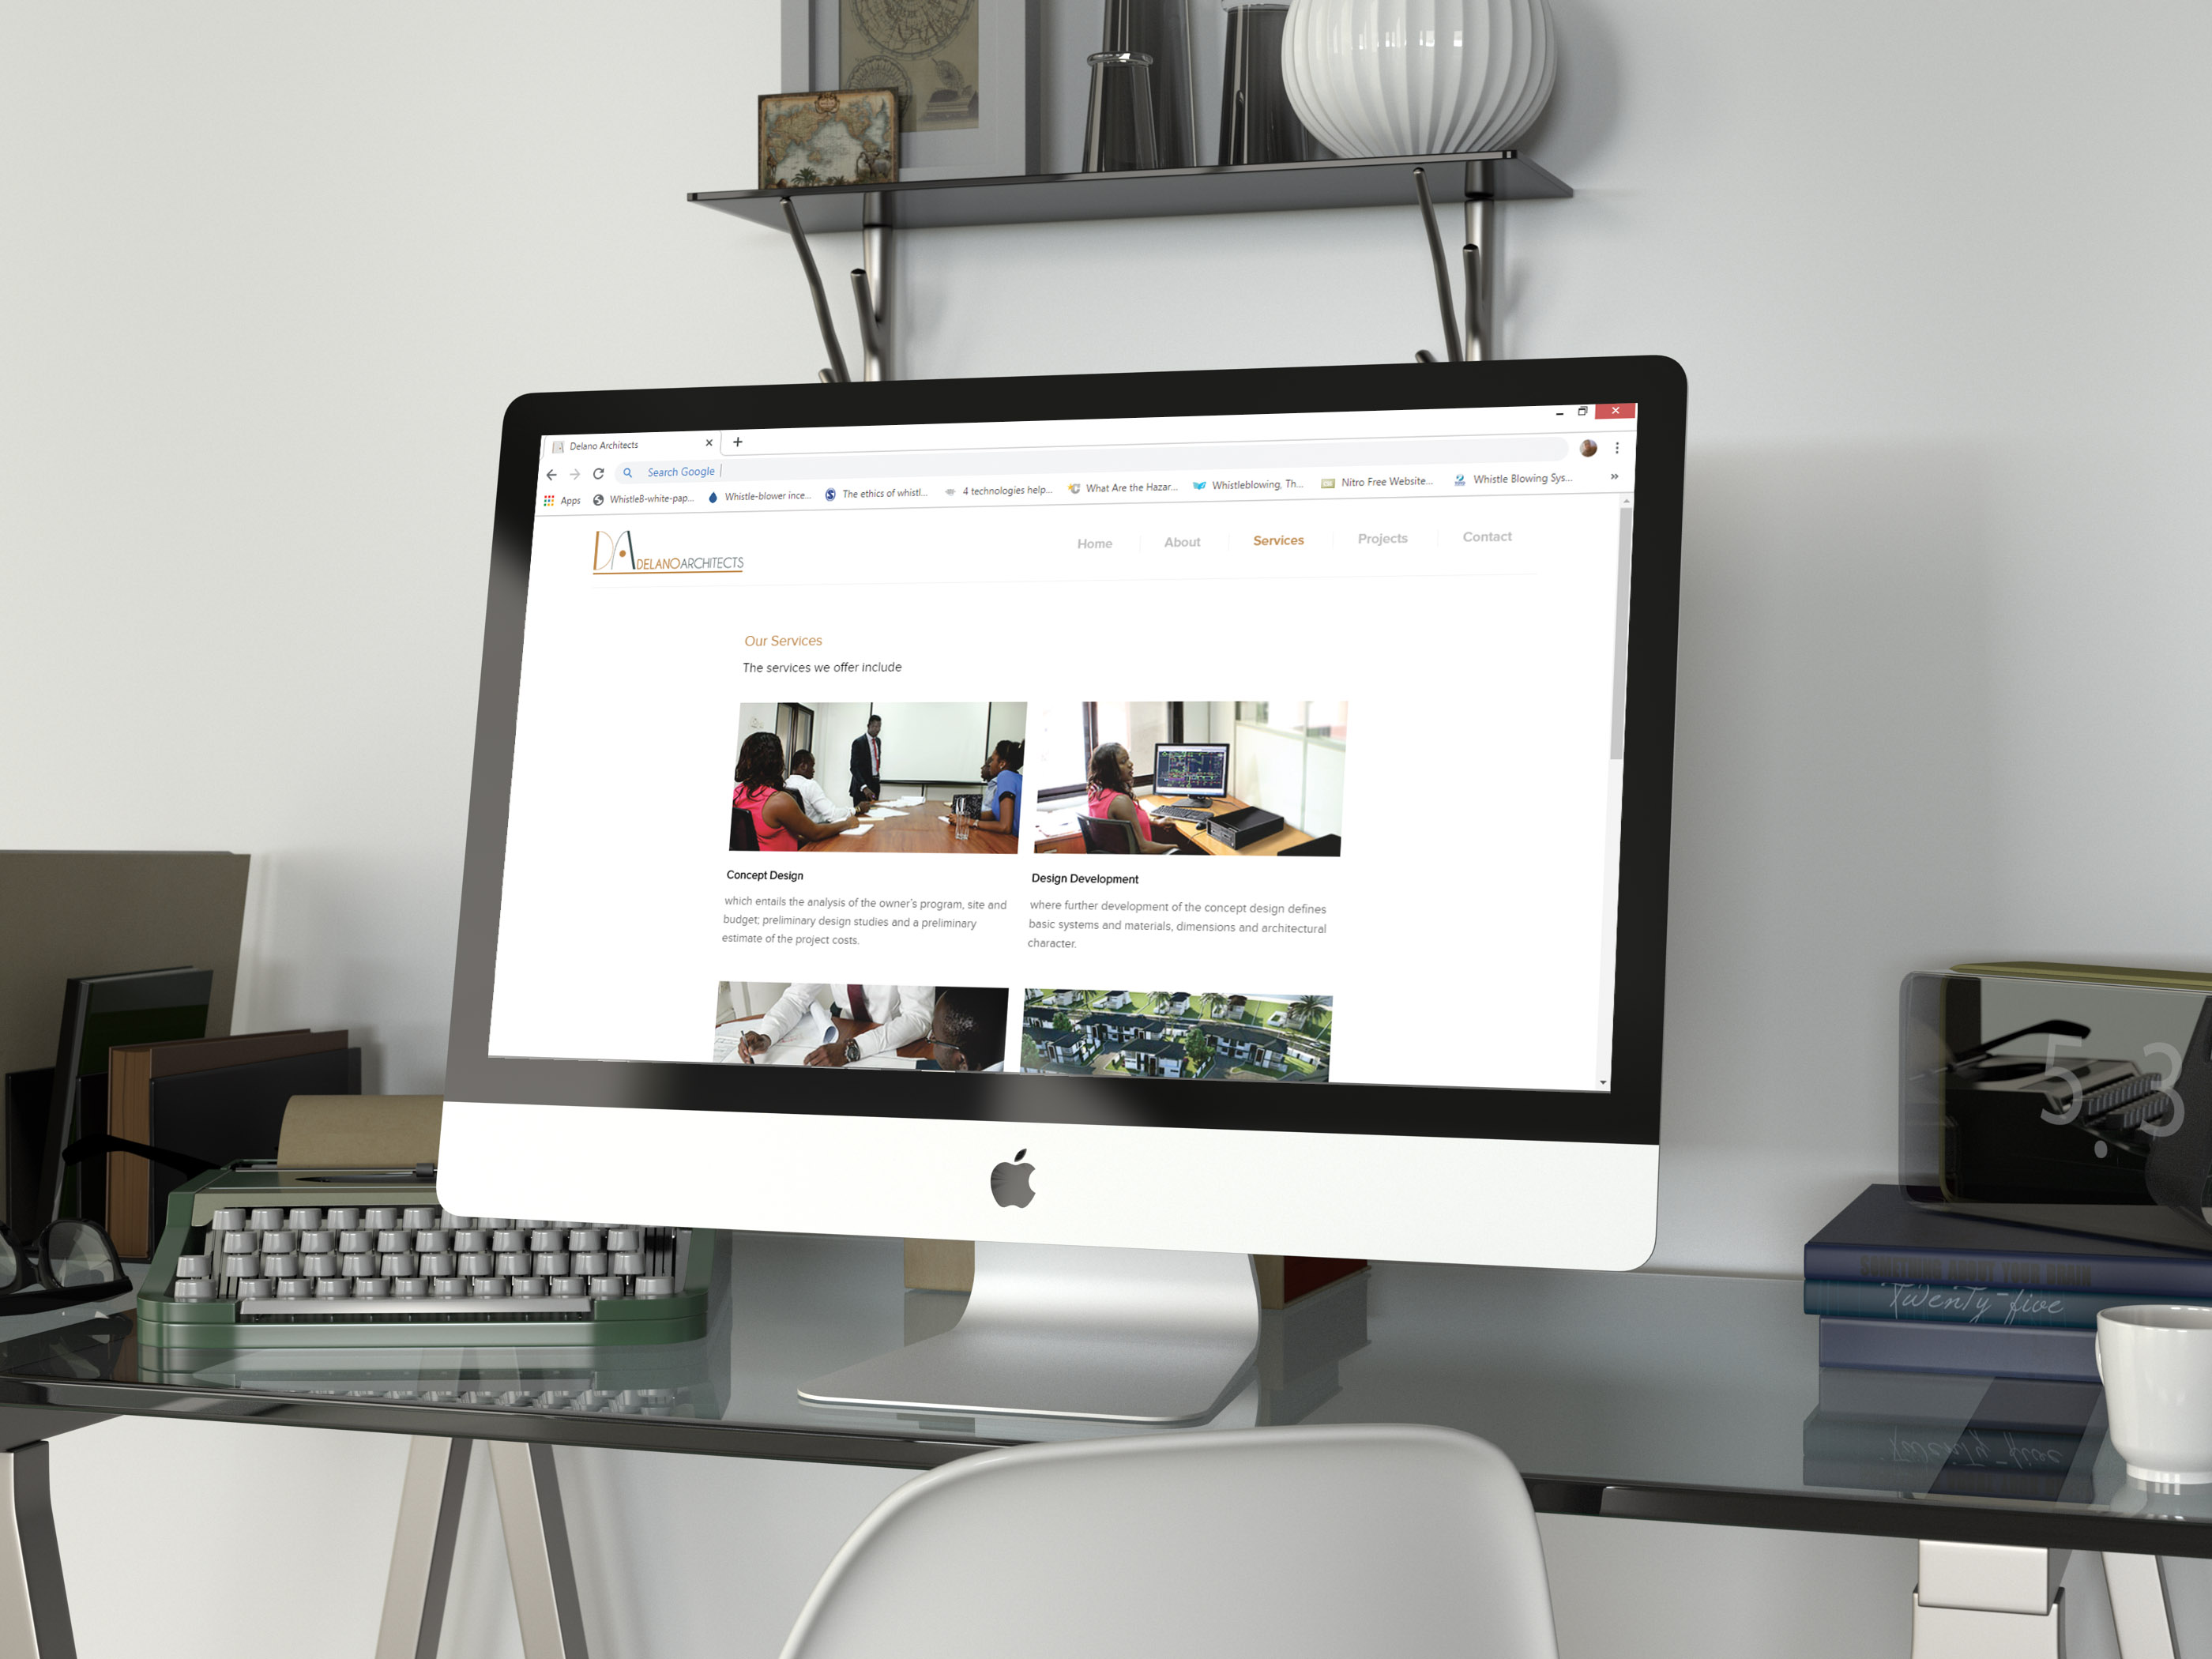 Delano Architects
Search Google
Apps
WhistleB-white-pap...
Whistle-blower ince...
The ethics of whistl...
4 technologies help...
What Are the Hazar...
Whistleblowing, Th...
Nitro Free Website...
Whistle Blowing Sys...
DA DELANOARCHITECTS
Home
About
Services
Projects
Contact
Our Services
The services we offer include
Concept Design
which entails the analysis of the owner's program, site and
budget; preliminary design studies and a preliminary
estimate of the project costs.
Design Development
where further development of the concept design defines
basic systems and materials, dimensions and architectural
character.
5.3
Twenty-five